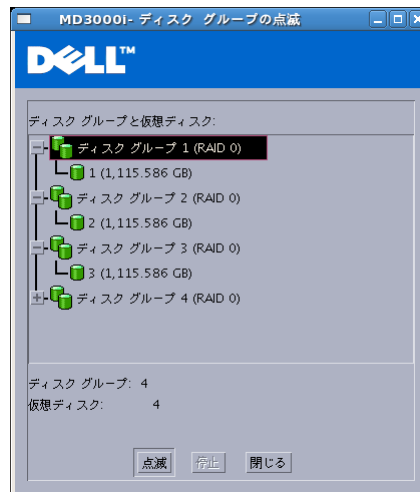 MD3000i- ディスク グループの点滅
DELL™
ディスク グループと仮想ディスク:
ディスク グループ 1 (RAID 0)
1 (1,115.586 GB)
ディスク グループ 2 (RAID 0)
2 (1,115.586 GB)
ディスク グループ 3 (RAID 0)
3 (1,115.586 GB)
ディスク グループ 4 (RAID 0)
ディスク グループ: 4
仮想ディスク: 4
点滅 停止 閉じる